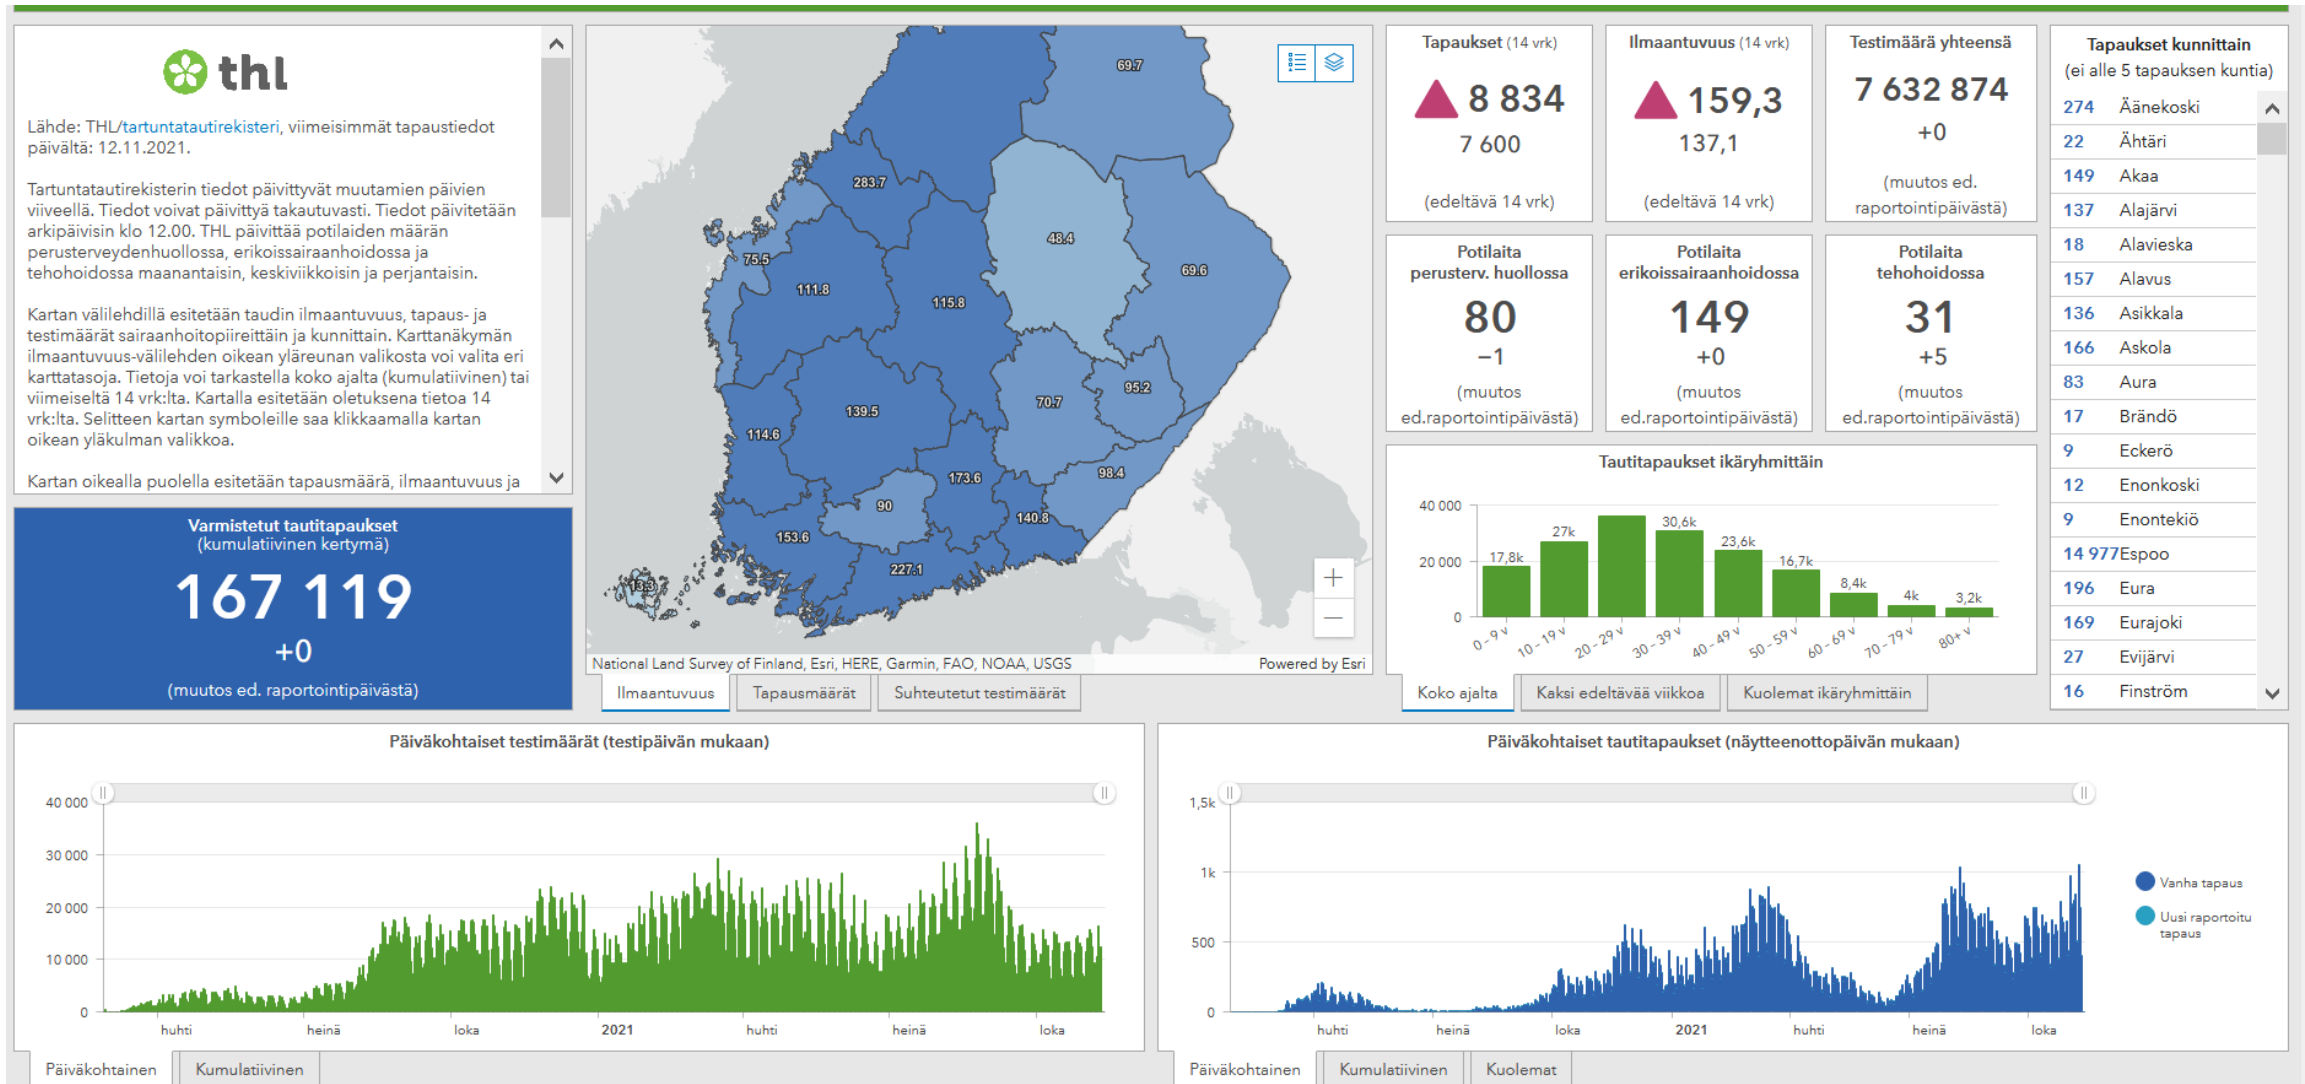 thl
Lähde: THL/tartuntatautirekisteri, viimeisimmät tapaustiedot
päivältä: 12.11.2021.
Tartuntatautirekisterin tiedot päivittyvät muutamien päivien
viiveellä. Tiedot voivat päivittyä takautuvasti. Tiedot päivitetään
arkipäivisin klo 12.00. THL päivittää potilaiden määrän
perusterveydenhuollossa, erikoissairaanhoidossa ja
tehohoidossa maanantaisin, keskiviikkoisin ja perjantaisin.
Kartan välilehdillä esitetään taudin ilmaantuvuus, tapaus- ja
testimäärät sairaanhoitopiireittäin ja kunnittain. Karttanäkymän
ilmaantuvuus-välilehden oikean yläreunan valikosta voi valita eri
karttatasoja. Tietoja voi tarkastella koko ajalta (kumulatiivinen) tai
viimeiseltä 14 vrk:lta. Kartalla esitetään oletuksena tietoa 14
vrk:lta. Selitteen kartan symboleille saa klikkaamalla kartan
oikean yläkulman valikkoa.
Kartan oikealla puolella esitetään tapausmäärä, ilmaantuvuus ja
Varmistetut tautitapaukset
(kumulatiivinen kertymä)
167 119
+0
(muutos ed. raportointipäivästä)
69.7
283.7
48.4
75.5
69.6
111.8
115.8
95.2
70.7
139.5
114.6
98.4
173.6
90
140.8
153.6
227.1
13.3
National Land Survey of Finland, Esri, HERE, Garmin, FAO, NOAA, USGS
Powered by Esri
Ilmaantuvuus
Tapausmäärät
Suhteutetut testimäärät
Tapaukset (14 vrk)
8 834
7 600
(edeltävä 14 vrk)
Ilmaantuvuus (14 vrk)
159,3
137,1
(edeltävä 14 vrk)
Testimäärä yhteensä
7 632 874
+0
(muutos ed.
raportointipäivästä)
Potilaita
perusterv. huollossa
80
−1
(muutos
ed.raportointipäivästä)
Potilaita
erikoissairaanhoidossa
149
+0
(muutos
ed.raportointipäivästä)
Potilaita
tehohoidossa
31
+5
(muutos
ed.raportointipäivästä)
Tautitapaukset ikäryhmittäin
40 000
20 000
0
17,8k
27k
30,6k
23,6k
16,7k
8,4k
4k
3,2k
0 - 9 v
10 - 19 v
20 - 29 v
30 - 39 v
40 - 49 v
50 - 59 v
60 - 69 v
70 - 79 v
80+ v
Koko ajalta
Kaksi edeltävää viikkoa
Kuolemat ikäryhmittäin
Tapaukset kunnittain
(ei alle 5 tapauksen kuntia)
274 Äänekoski
22 Ähtäri
149 Akaa
137 Alajärvi
18 Alavieska
157 Alavus
136 Asikkala
166 Askola
83 Aura
17 Brändö
9 Eckerö
12 Enonkoski
9 Enontekiö
14 977 Espoo
196 Eura
169 Eurajoki
27 Evijärvi
16 Finström
Päiväkohtaiset testimäärät (testipäivän mukaan)
40 000
30 000
20 000
10 000
0
huhti
heinä
loka
2021
huhti
heinä
loka
Päiväkohtainen
Kumulatiivinen
Päiväkohtaiset tautitapaukset (näytteenottopäivän mukaan)
1,5k
1k
500
0
huhti
heinä
loka
2021
huhti
heinä
loka
Vanha tapaus
Uusi raportoitu
tapaus
Päiväkohtainen
Kumulatiivinen
Kuolemat